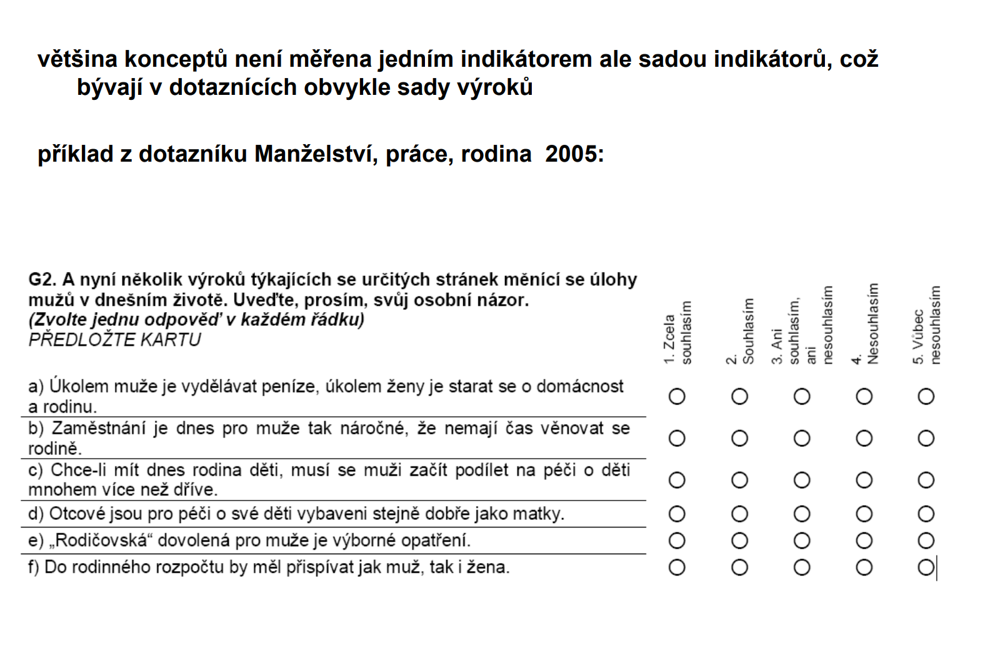 většina konceptů není měřena jedním indikátorem ale sadou indikátorů, což
bývají v dotaznících obvykle sady výroků
příklad z dotazníku Manželství, práce, rodina  2005:
G2. A nyní několik výroků týkajících se určitých stránek měnící se úlohy
mužů v dnešním životě. Uveďte, prosím, svůj osobní názor.
(Zvolte jednu odpověď v každém řádku)
PŘEDLOŽTE KARTU
1. Zcela
souhlasím
2.
Souhlasím
3. Ani
souhlasím,
ani
nesouhlasím
4.
Nesouhlasím
5. Vůbec
nesouhlasím
a) Úkolem muže je vydělávat peníze, úkolem ženy je starat se o domácnost
a rodinu.
b) Zaměstnání je dnes pro muže tak náročné, že nemají čas věnovat se
rodině.
c) Chce-li mít dnes rodina děti, musí se muži začít podílet na péči o děti
mnohem více než dříve.
d) Otcové jsou pro péči o své děti vybaveni stejně dobře jako matky.
e) „Rodičovská“ dovolená pro muže je výborné opatření.
f) Do rodinného rozpočtu by měl přispívat jak muž, tak i žena.